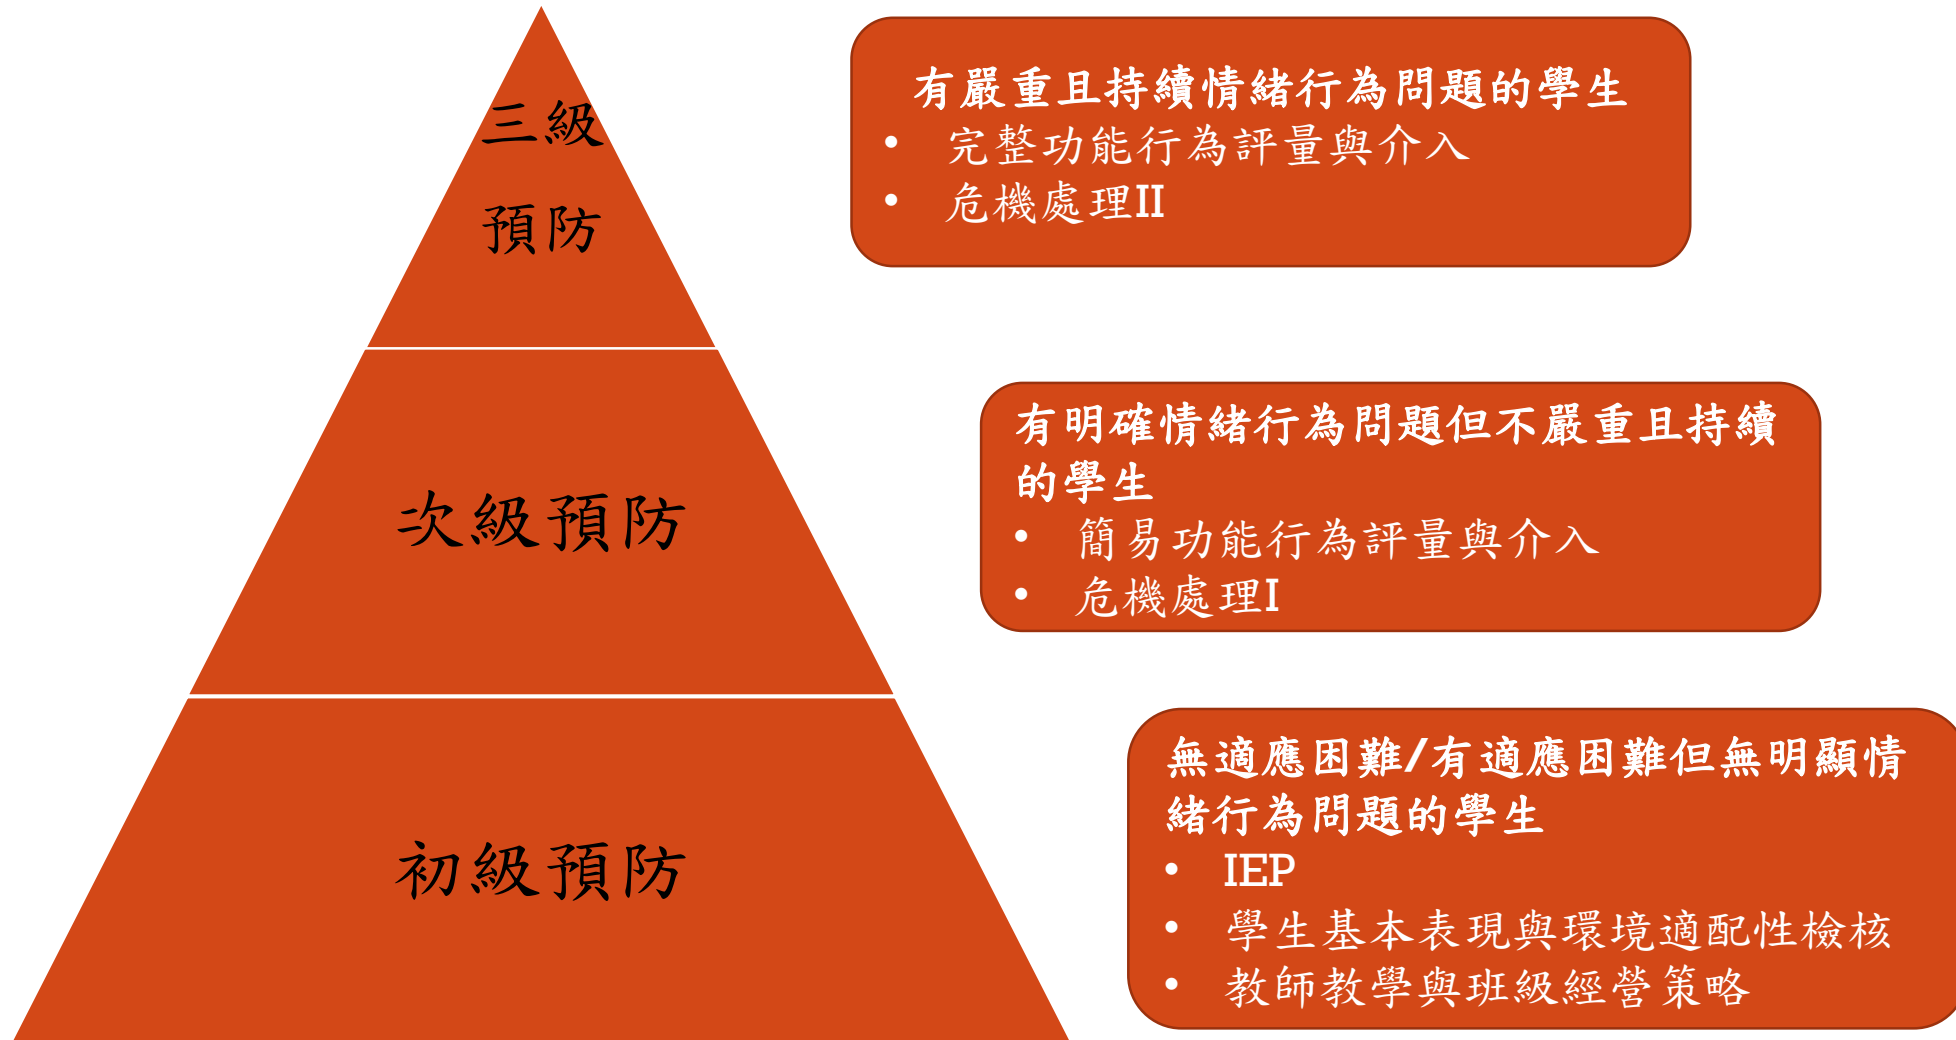 三級
預防
有嚴重且持續情緒行為問題的學生
• 完整功能行為評量與介入
• 危機處理II
次級預防
有明確情緒行為問題但不嚴重且持續
的學生
• 簡易功能行為評量與介入
• 危機處理I
初級預防
無適應困難/有適應困難但無明顯情
緒行為問題的學生
• IEP
• 學生基本表現與環境適配性檢核
• 教師教學與班級經營策略